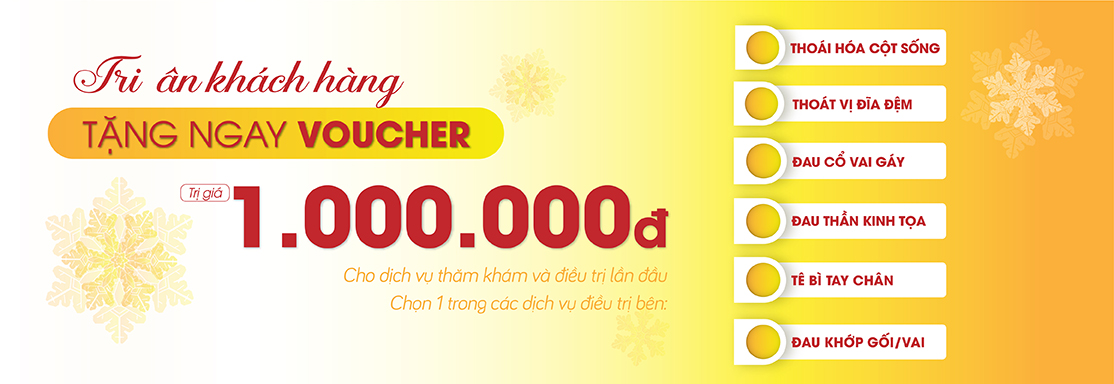 Tri ân khách hàng
TẶNG NGAY VOUCHER
Trị giá
1.000.000đ
Cho dịch vụ thăm khám và điều trị lần đầu
Chọn 1 trong các dịch vụ điều trị bên:
THOÁI HÓA CỘT SỐNG
THOÁT VỊ ĐĨA ĐỆM
ĐAU CỔ VAI GÁY
ĐAU THẦN KINH TỌA
TÊ BÌ TAY CHÂN
ĐAU KHỚP GỐI/VAI